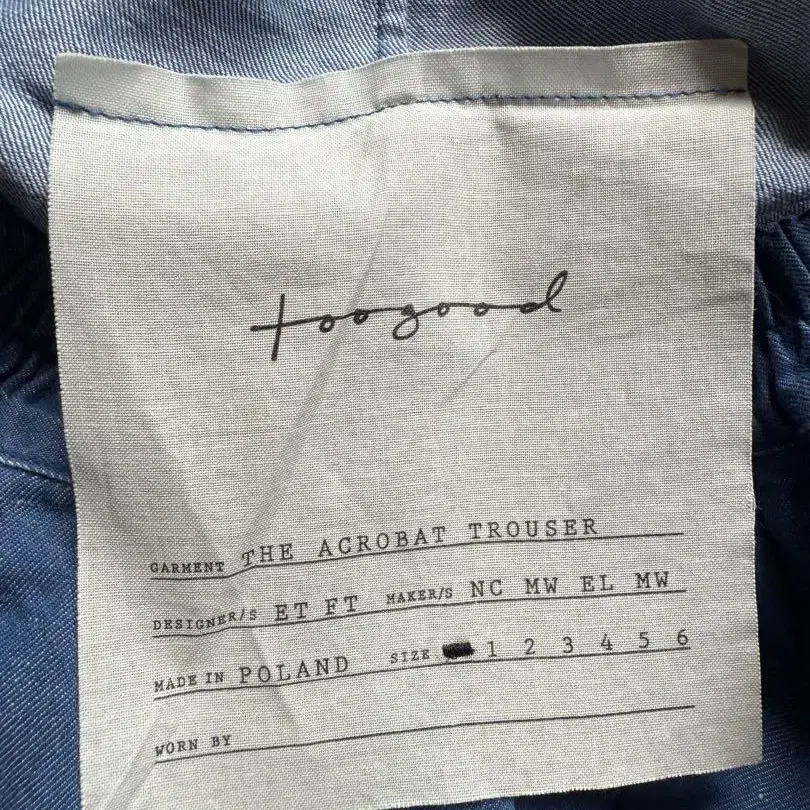 toogood
GARMENT THE ACROBAT TROUSER
DESIGNER/S ET FT MAKER/S NC MW EL MW
MADE IN POLAND SIZE 1 2 3 4 5 6
WORN BY